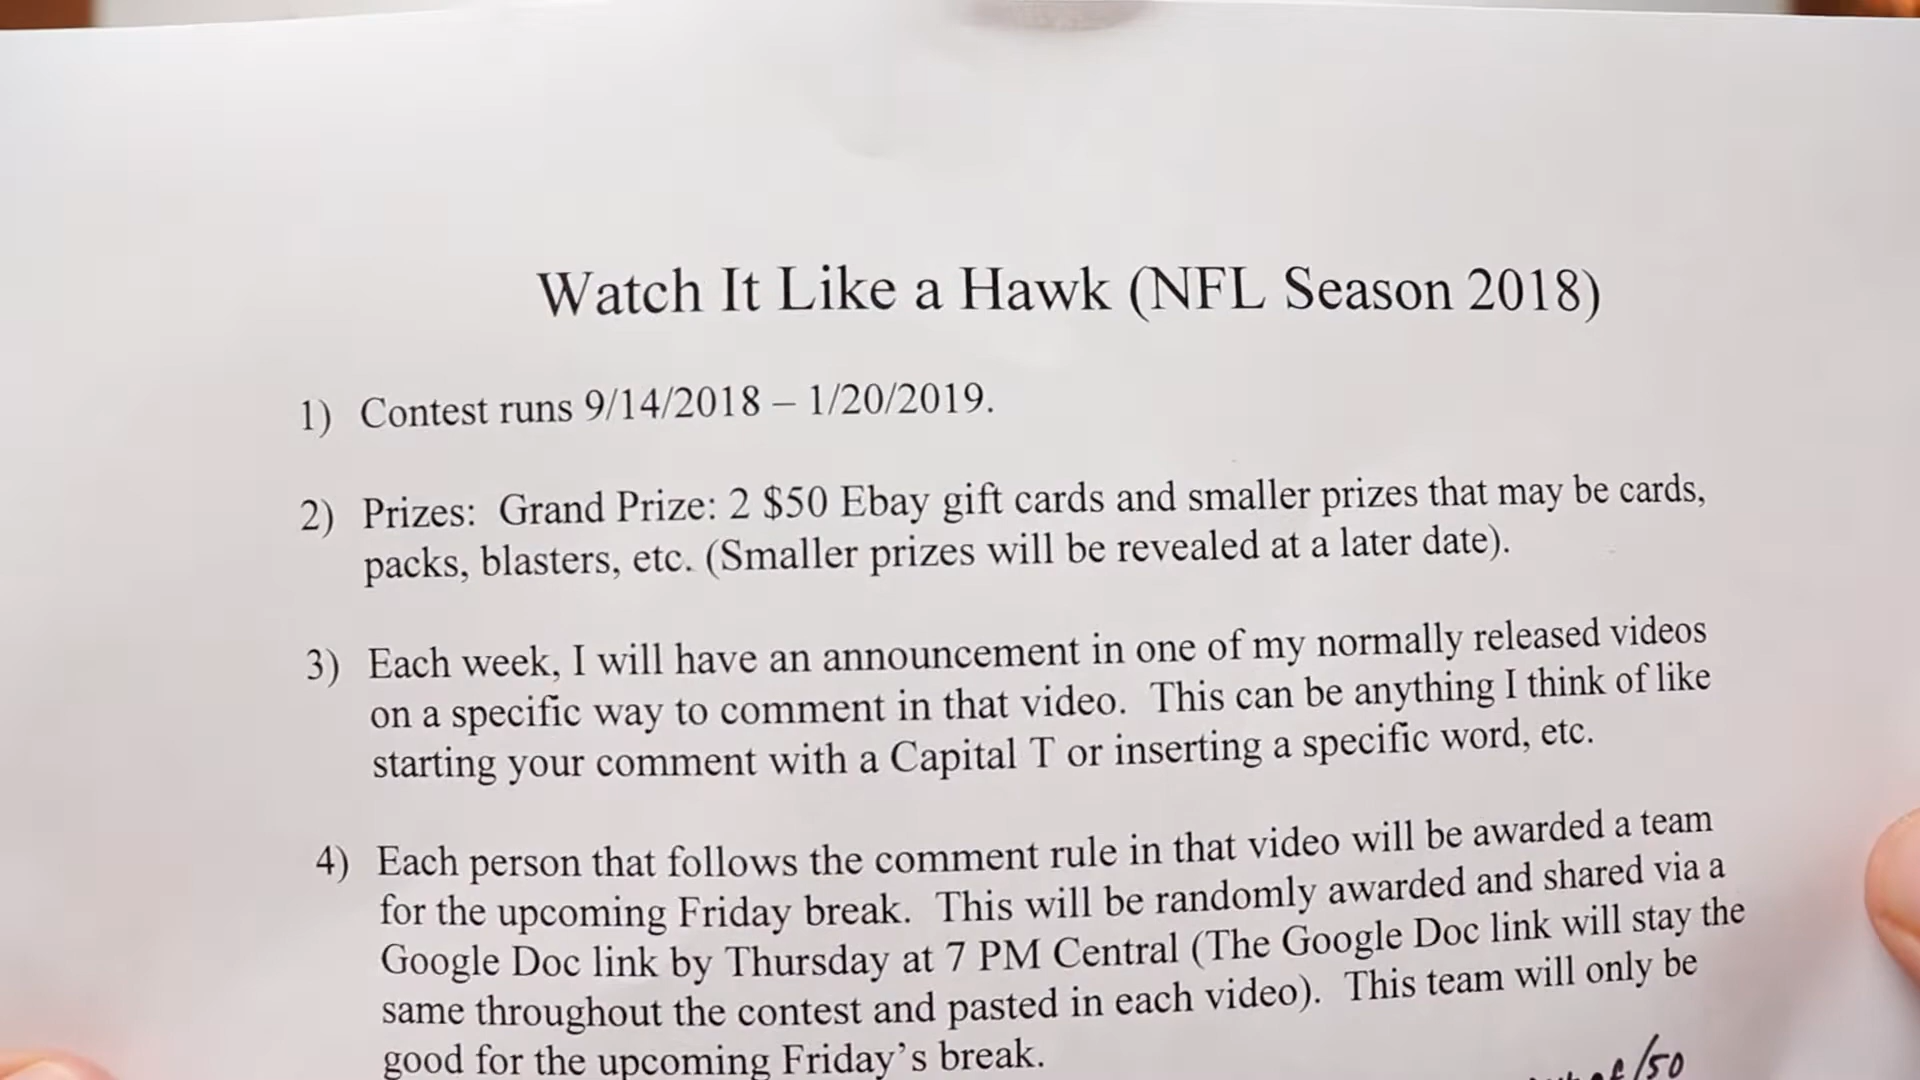 Watch It Like a Hawk (NFL Season 2018)
1) Contest runs 9/14/2018 – 1/20/2019.
2) Prizes: Grand Prize: 2 $50 Ebay gift cards and smaller prizes that may be cards,
packs, blasters, etc. (Smaller prizes will be revealed at a later date).
3) Each week, I will have an announcement in one of my normally released videos
on a specific way to comment in that video. This can be anything I think of like
starting your comment with a Capital T or inserting a specific word, etc.
4) Each person that follows the comment rule in that video will be awarded a team
for the upcoming Friday break. This will be randomly awarded and shared via a
Google Doc link by Thursday at 7 PM Central (The Google Doc link will stay the
same throughout the contest and pasted in each video). This team will only be
good for the upcoming Friday’s break.
/50